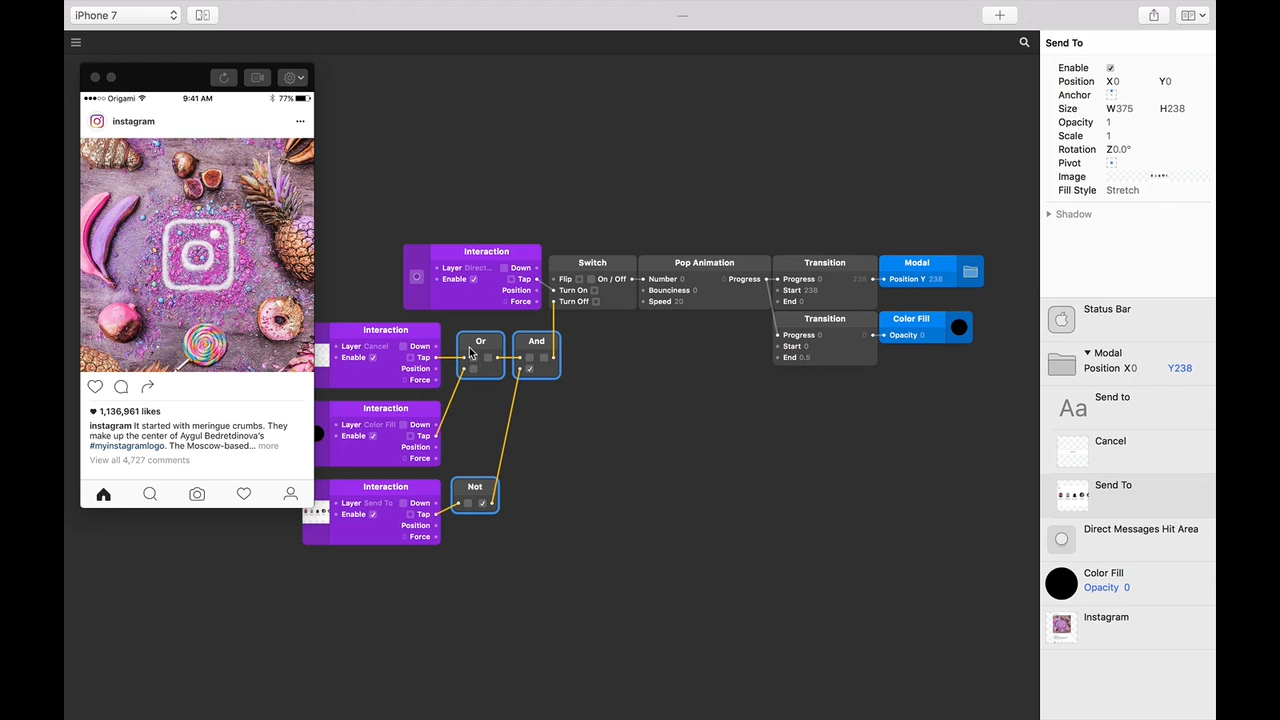 iPhone 7
Origami
9:41 AM
77%
instagram
1,136,961 likes
instagram It started with meringue crumbs. They
make up the center of Aygul Bedretdinova's
#myinstagramlogo. The Moscow-based... more
View all 4,727 comments
Interaction
Layer Direct... Down
Enable Tap
Position
0 Force
Switch
Flip On / Off
Turn On
Turn Off
Pop Animation
Number 0 Progress
Bounciness 0
Speed 20
Transition
Progress 0 238
Start 238
End 0
Modal
Position Y 238
Transition
Progress 0 0
Start 0
End 0.5
Color Fill
Opacity 0
Interaction
Layer Cancel Down
Enable Tap
Position
0 Force
Or
And
Interaction
Layer Color Fill Down
Enable Tap
Position
0 Force
Interaction
Layer Send To Down
Enable Tap
Position
0 Force
Not
Send To
Enable
Position X0 Y0
Anchor
Size W375 H238
Opacity 1
Scale 1
Rotation Z0.0°
Pivot
Image
Fill Style Stretch
Shadow
Status Bar
Modal
Position X0 Y238
Aa
Send to
Cancel
Send To
Direct Messages Hit Area
Color Fill
Opacity 0
Instagram